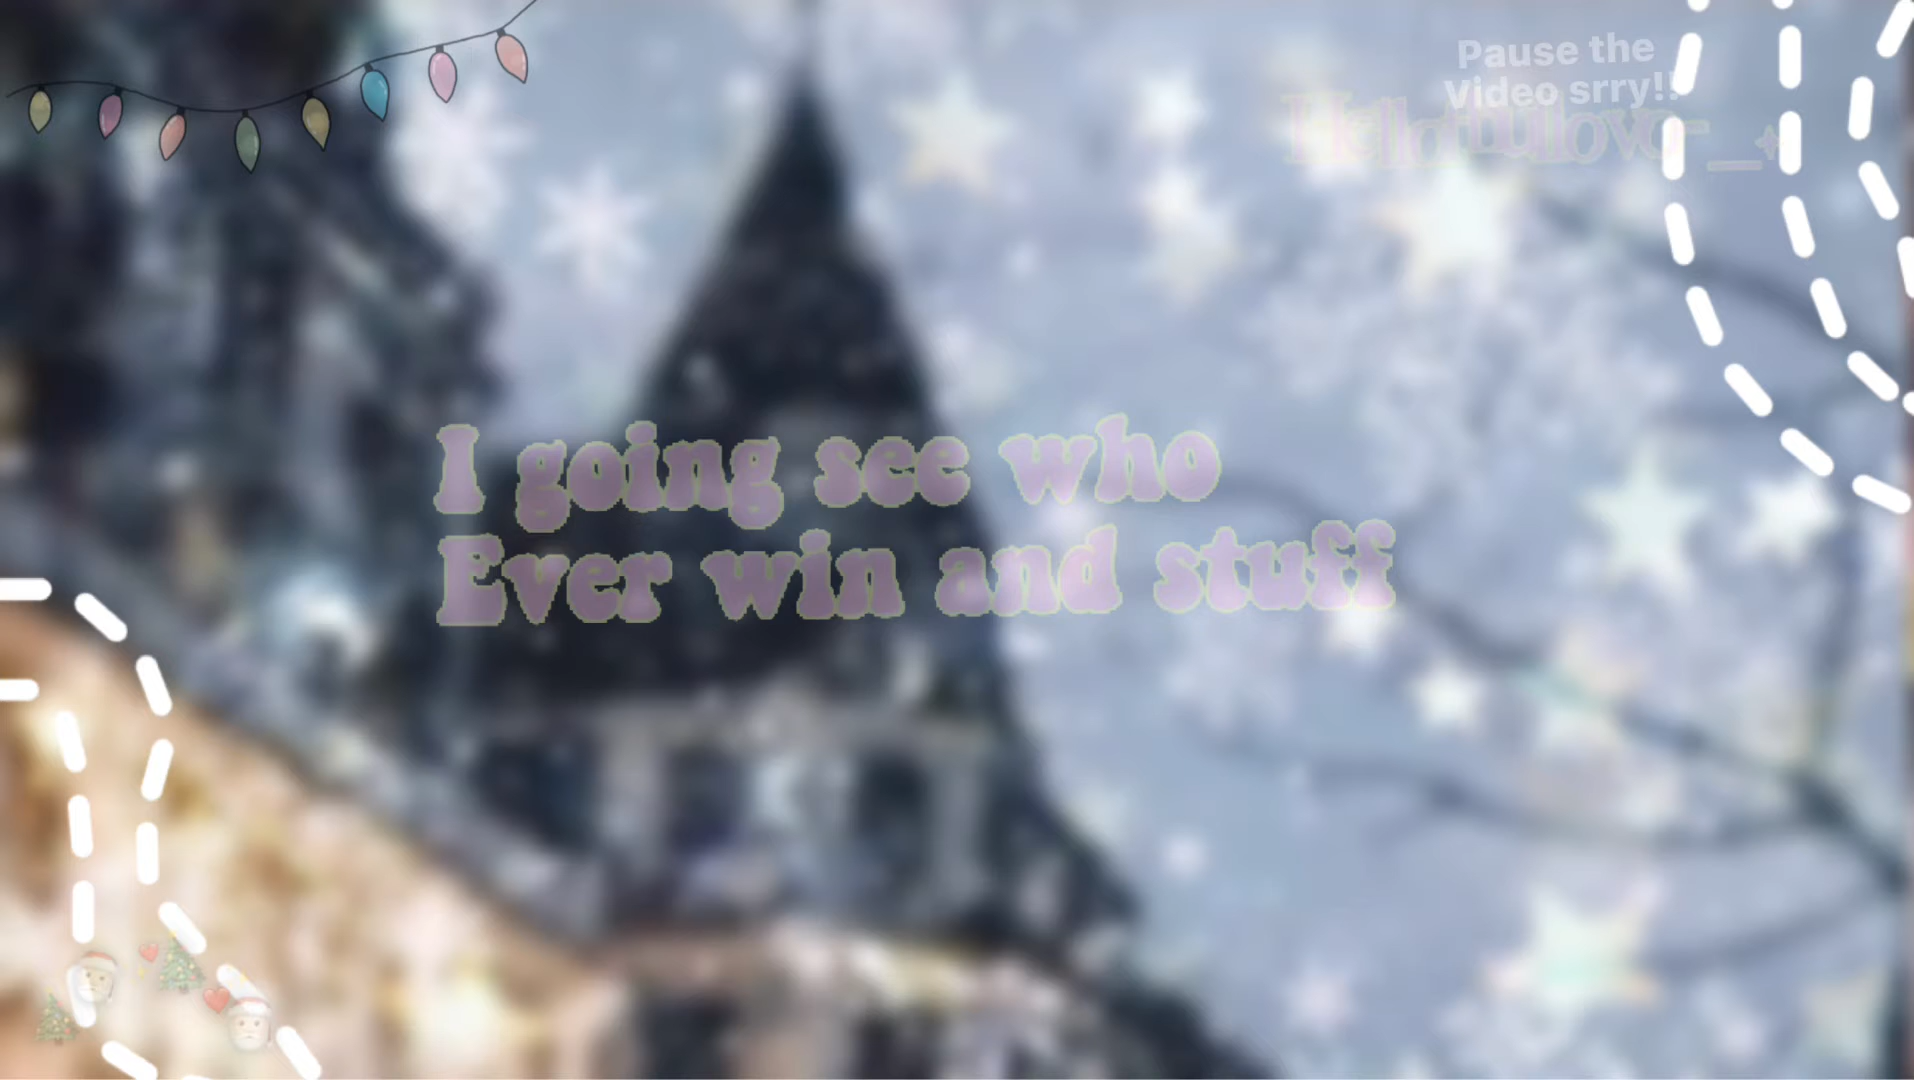 Pause the
Video srry!!
I going see who
Ever win and stuff